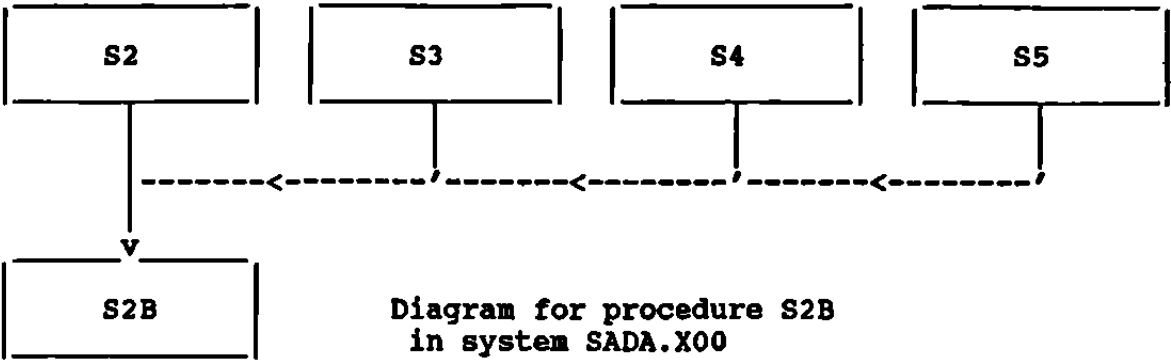 S2 S3 S4 S5
S2B
Diagram for procedure S2B
in system SADA.X00